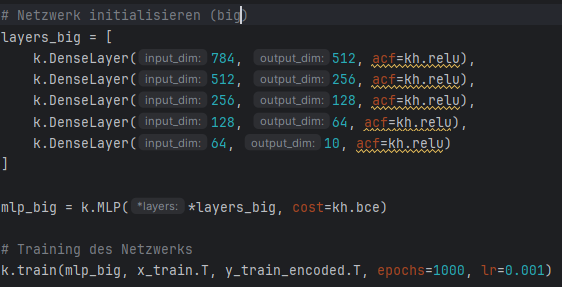 # Netzwerk initialisieren (big)
layers_big = [
    k.DenseLayer( input_dim: 784, output_dim: 512, acf=kh.relu),
    k.DenseLayer( input_dim: 512, output_dim: 256, acf=kh.relu),
    k.DenseLayer( input_dim: 256, output_dim: 128, acf=kh.relu),
    k.DenseLayer( input_dim: 128, output_dim: 64, acf=kh.relu),
    k.DenseLayer( input_dim: 64, output_dim: 10, acf=kh.relu)
]
mlp_big = k.MLP( *layers: *layers_big, cost=kh.bce)
# Training des Netzwerks
k.train(mlp_big, x_train.T, y_train_encoded.T, epochs=1000, lr=0.001)